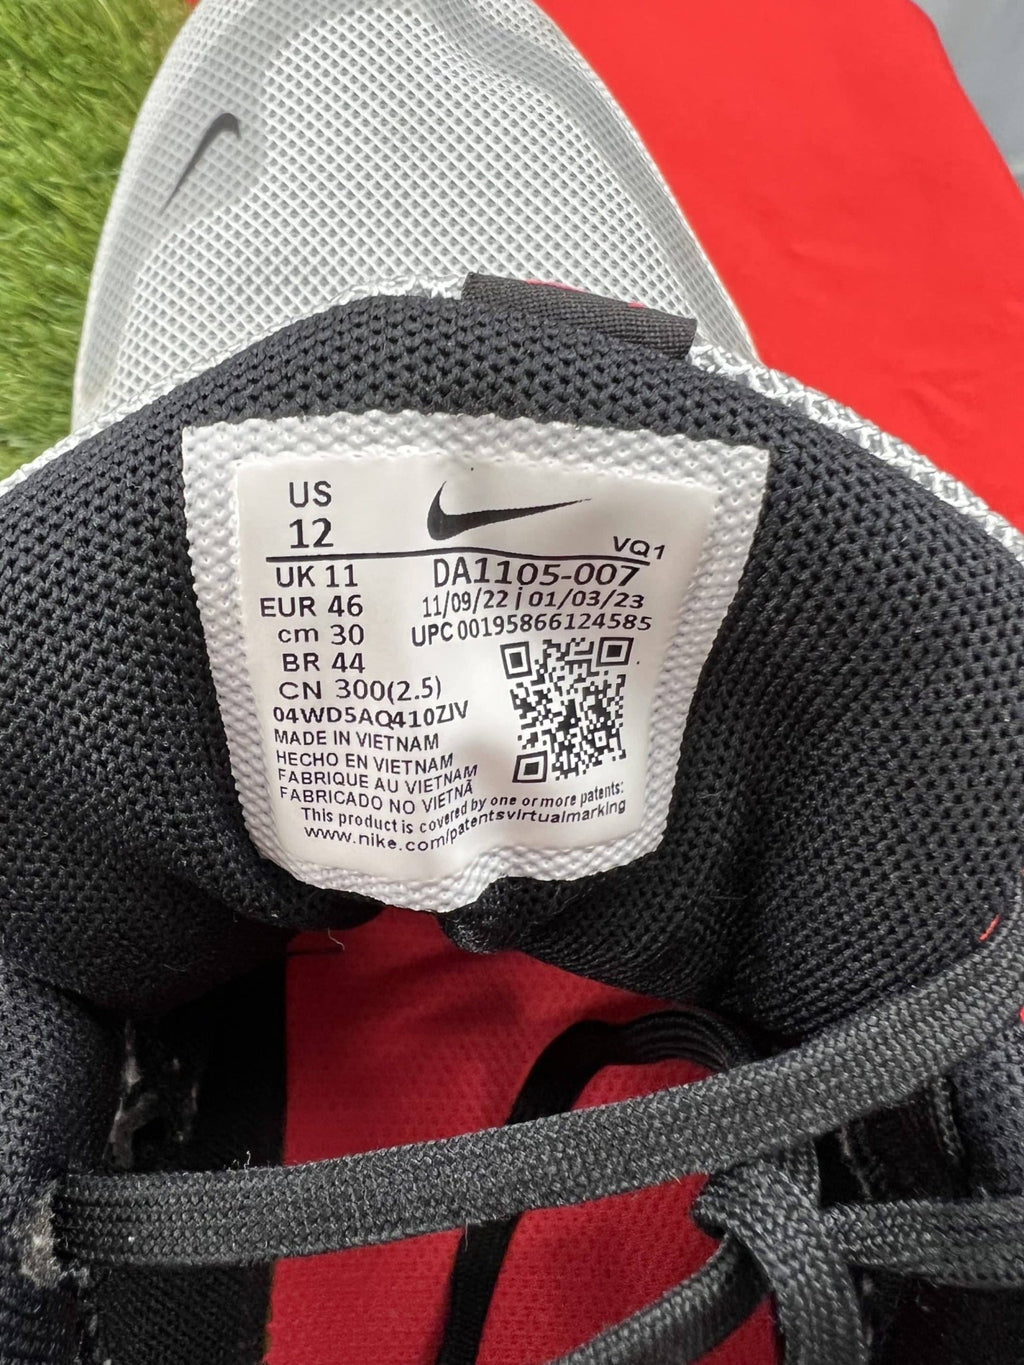 US
12
VQ1
UK 11
DA1105-007
EUR 46
11/09/22 | 01/03/23
cm 30
UPC 00195866124585
BR 44
CN 300(2.5)
04WD5AQ410ZJV
MADE IN VIETNAM
HECHO EN VIETNAM
FABRIQUE AU VIETNAM
FABRICADO NO VIETNÃ
This product is covered by one or more patents:
www.nike.com/patentsvirtualmarking